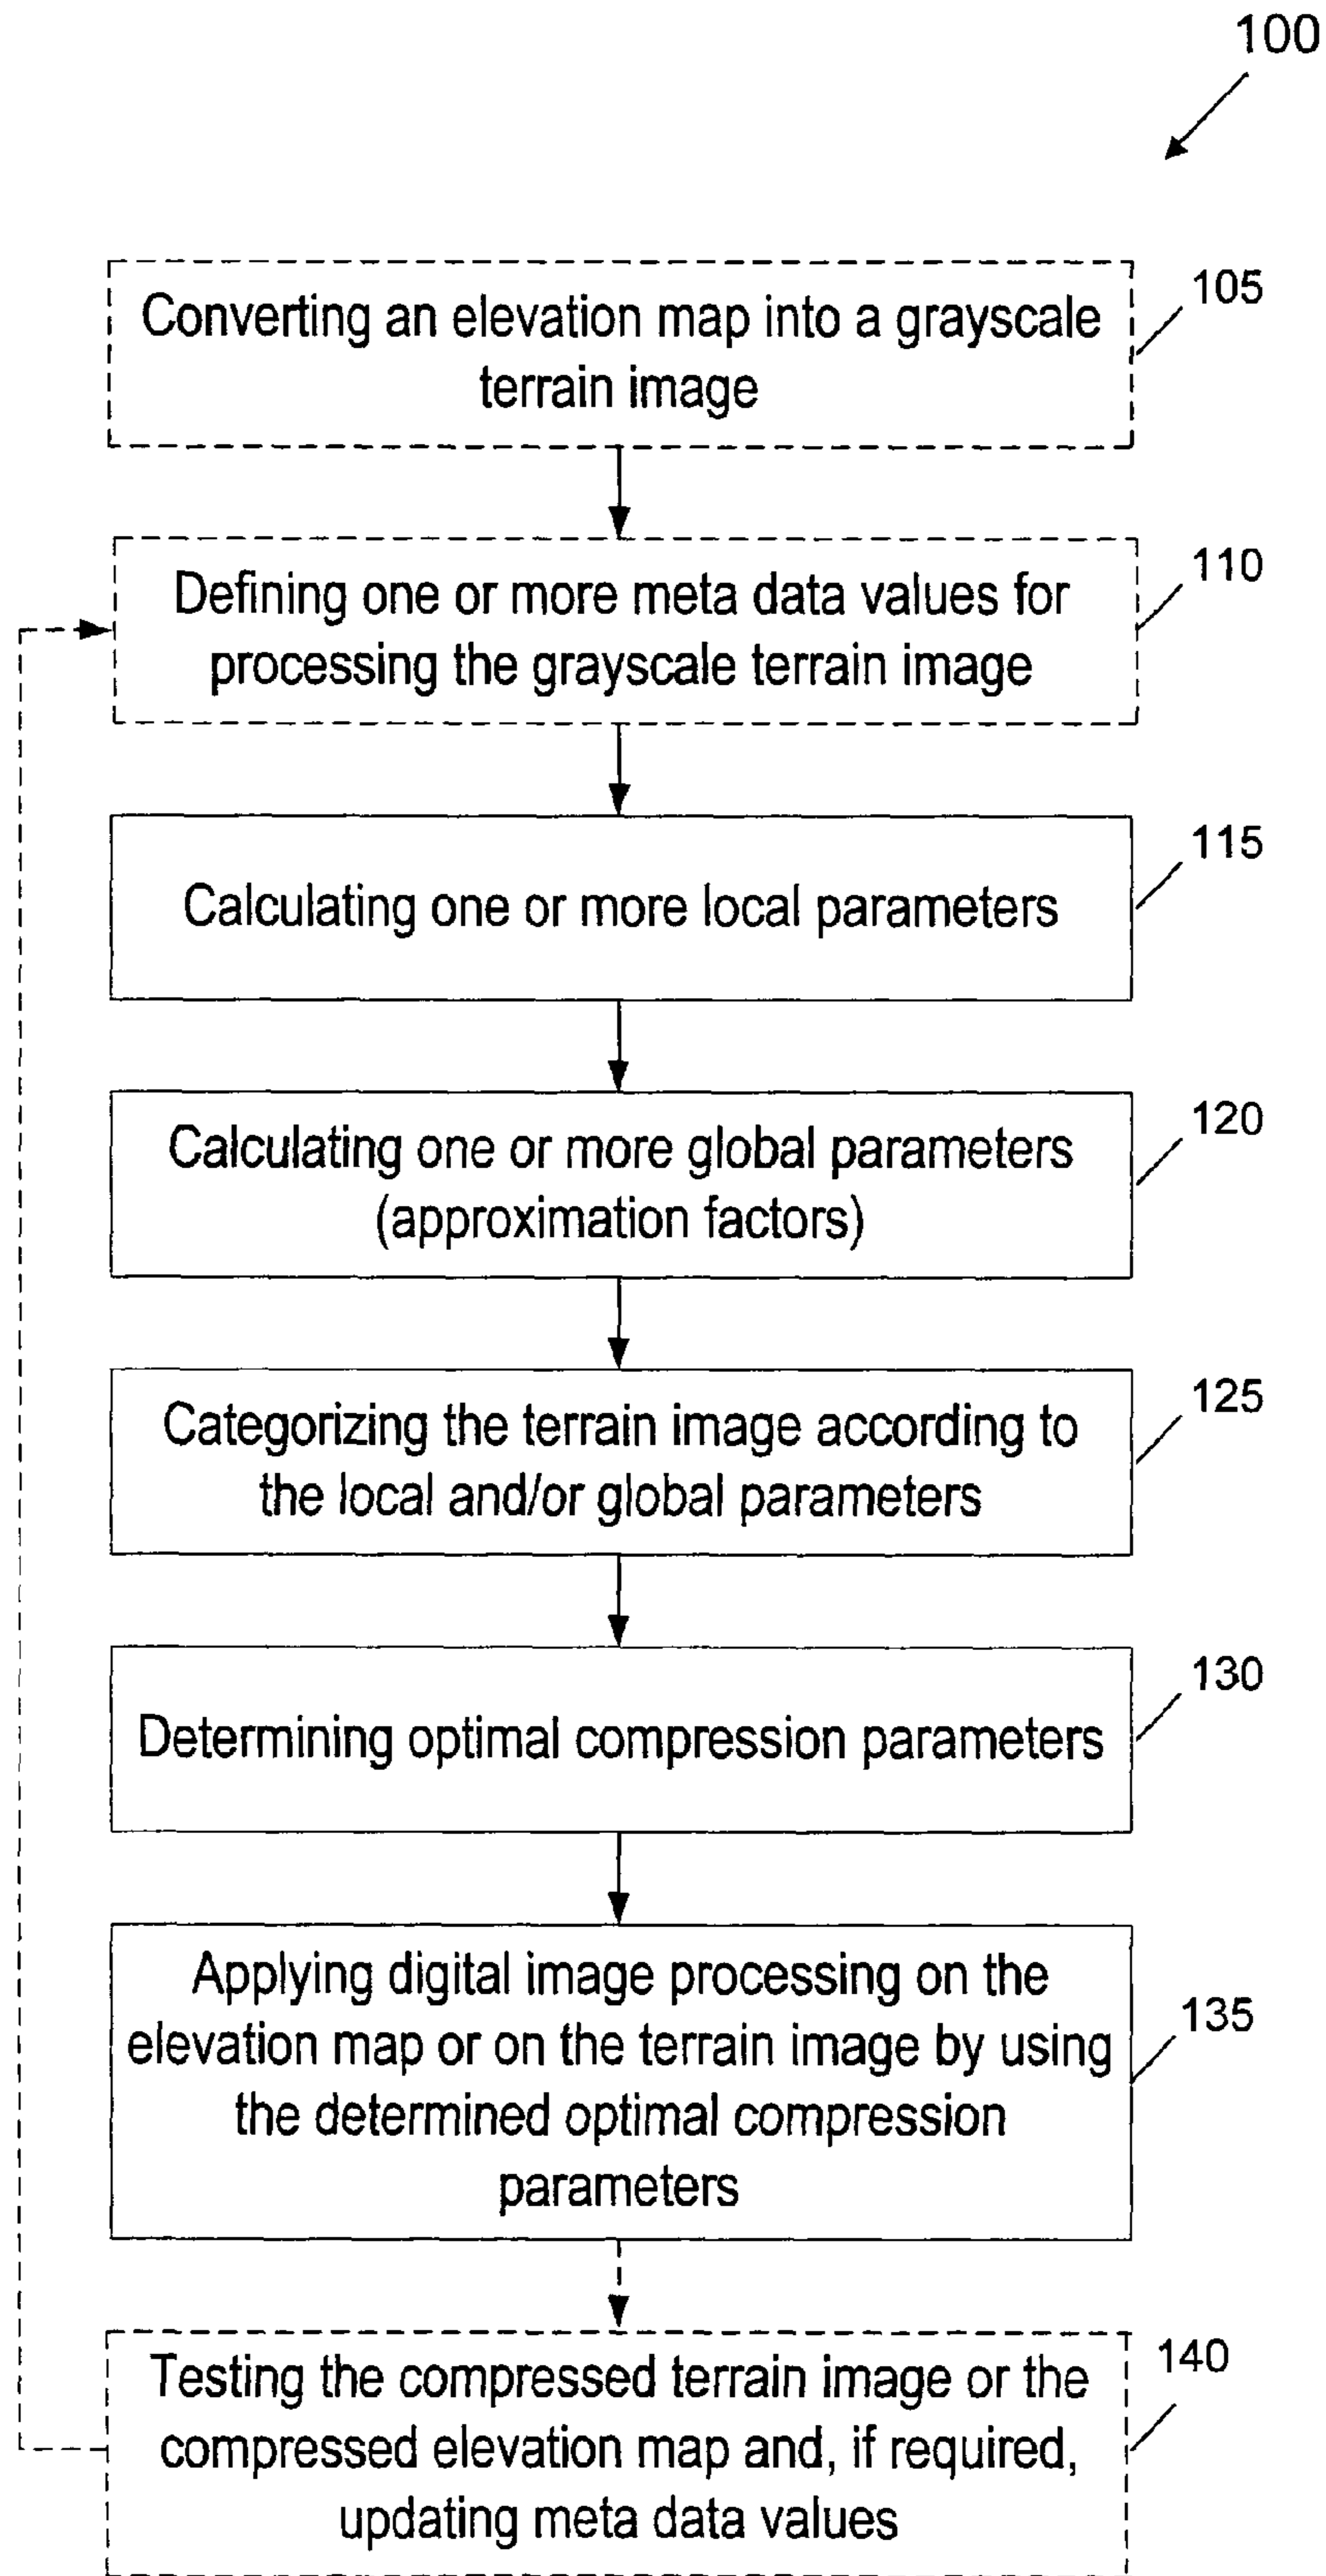 100
Converting an elevation map into a grayscale
terrain image
105
Defining one or more meta data values for
processing the grayscale terrain image
110
Calculating one or more local parameters
115
Calculating one or more global parameters
(approximation factors)
120
Categorizing the terrain image according to
the local and/or global parameters
125
Determining optimal compression parameters
130
Applying digital image processing on the
elevation map or on the terrain image by using
the determined optimal compression
parameters
135
Testing the compressed terrain image or the
compressed elevation map and, if required,
updating meta data values
140